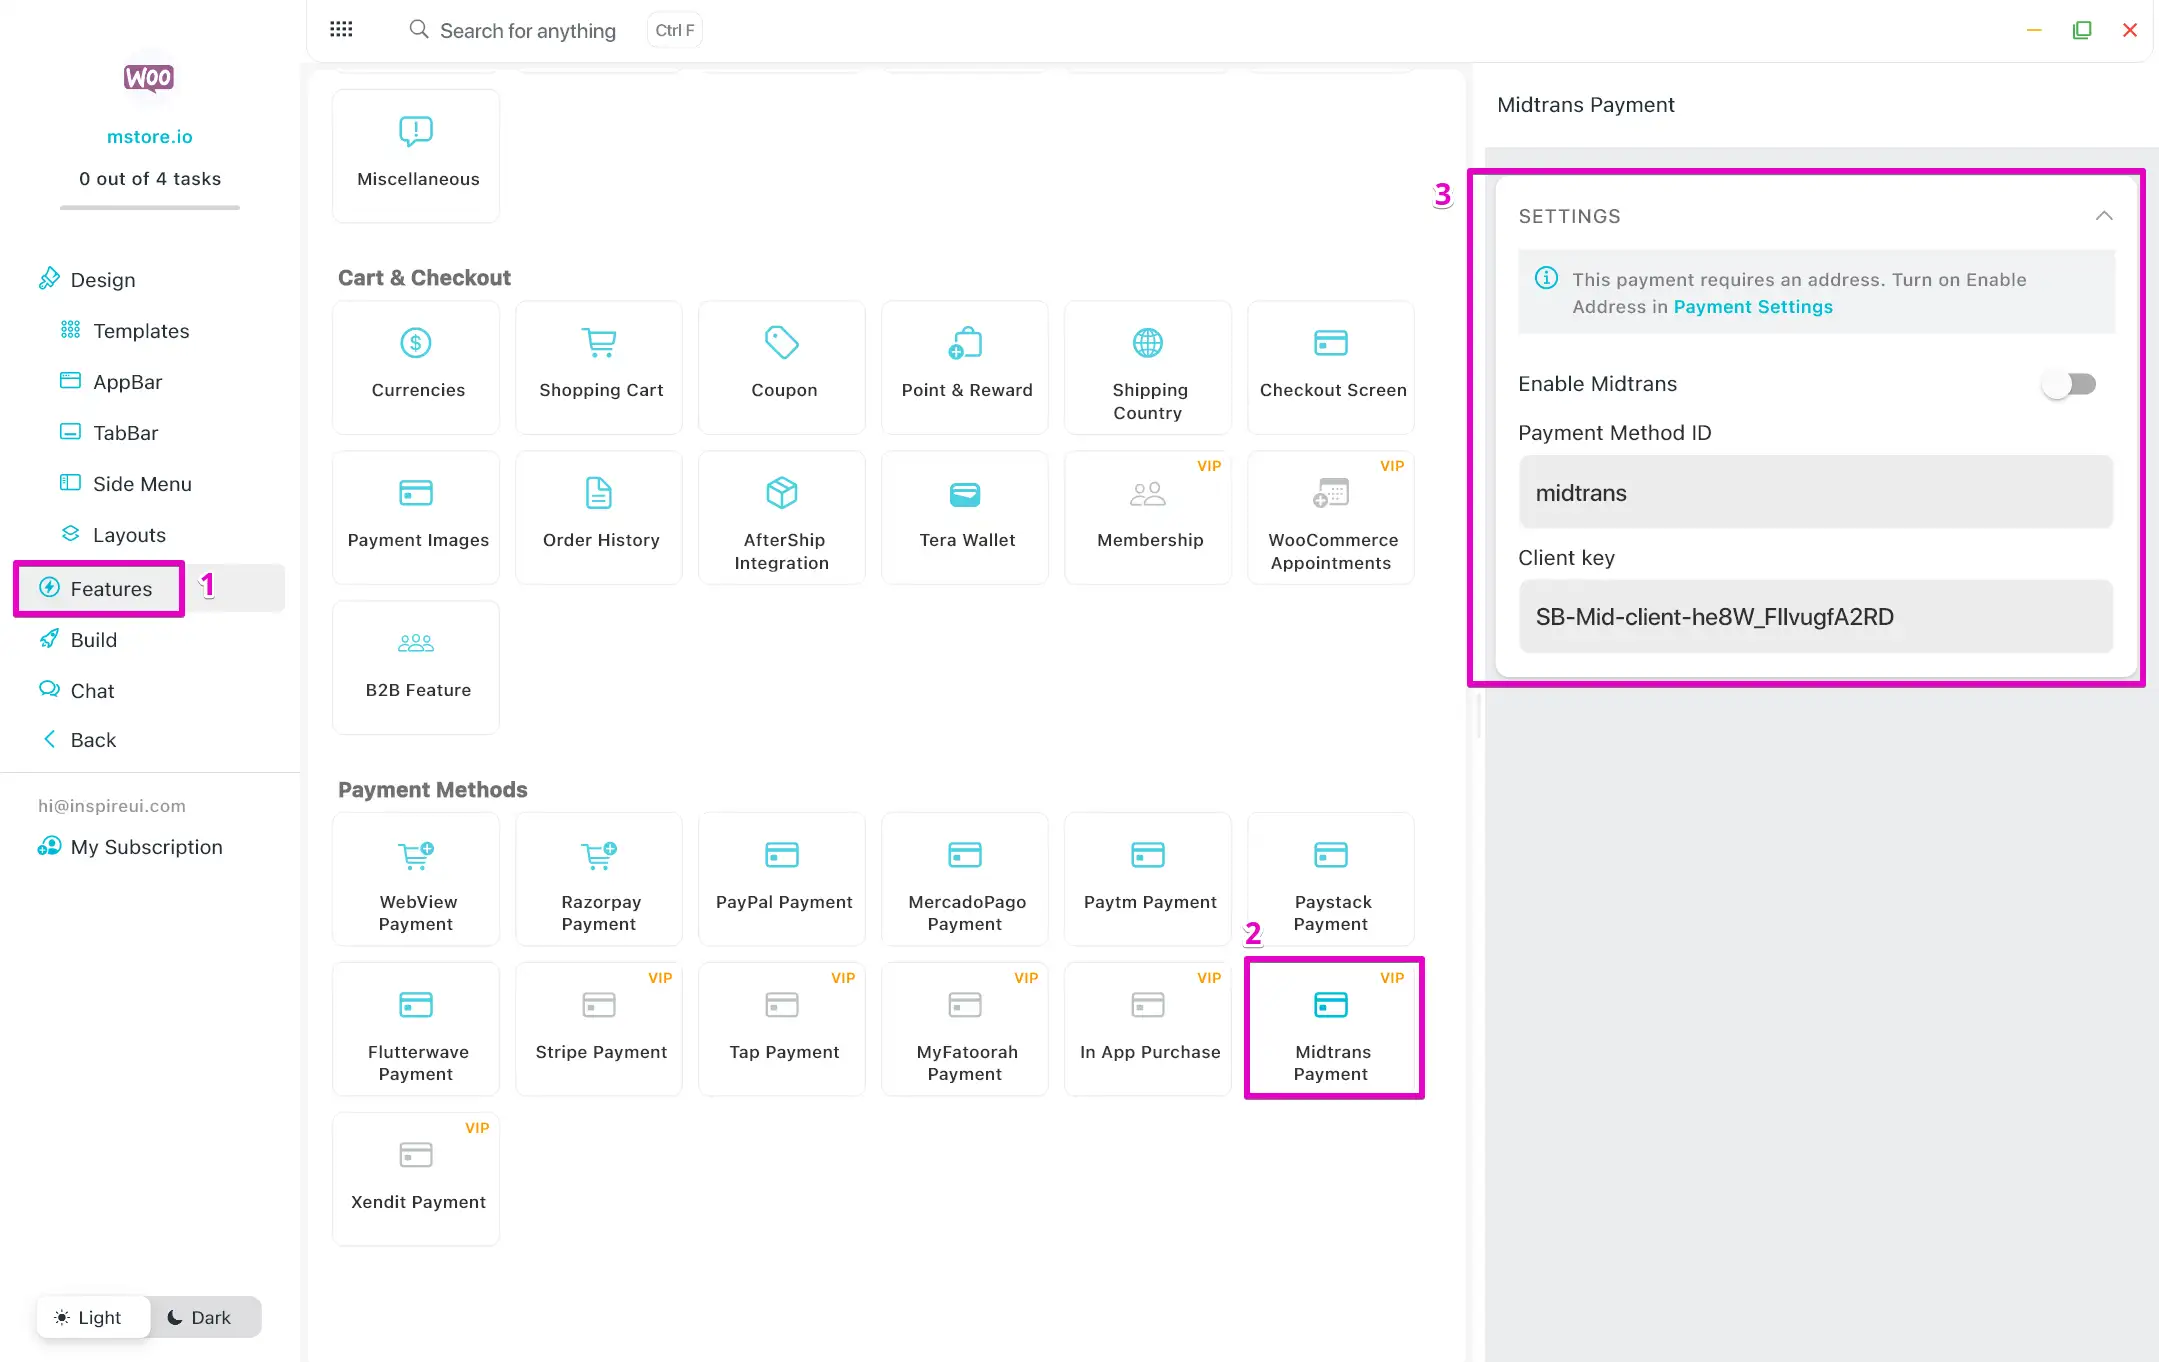 Search for anything
Ctrl F
WOO
mstore.io
0 out of 4 tasks
Design
Templates
AppBar
TabBar
Side Menu
Layouts
Features
1
Build
Chat
Back
hi@inspireui.com
My Subscription
Light
Dark
Miscellaneous
Cart & Checkout
Currencies
Shopping Cart
Coupon
Point & Reward
Shipping
Country
Checkout Screen
Payment Images
Order History
AfterShip
Integration
Tera Wallet
VIP
Membership
VIP
WooCommerce
Appointments
B2B Feature
Payment Methods
WebView
Payment
Razorpay
Payment
PayPal Payment
MercadoPago
Payment
Paytm Payment
Paystack
Payment
2
Flutterwave
Payment
VIP
Stripe Payment
VIP
Tap Payment
VIP
MyFatoorah
Payment
VIP
In App Purchase
VIP
Midtrans
Payment
VIP
Xendit Payment
Midtrans Payment
3
SETTINGS
This payment requires an address. Turn on Enable
Address in Payment Settings
Enable Midtrans
Payment Method ID
midtrans
Client key
SB-Mid-client-he8W_FIlvugfA2RD